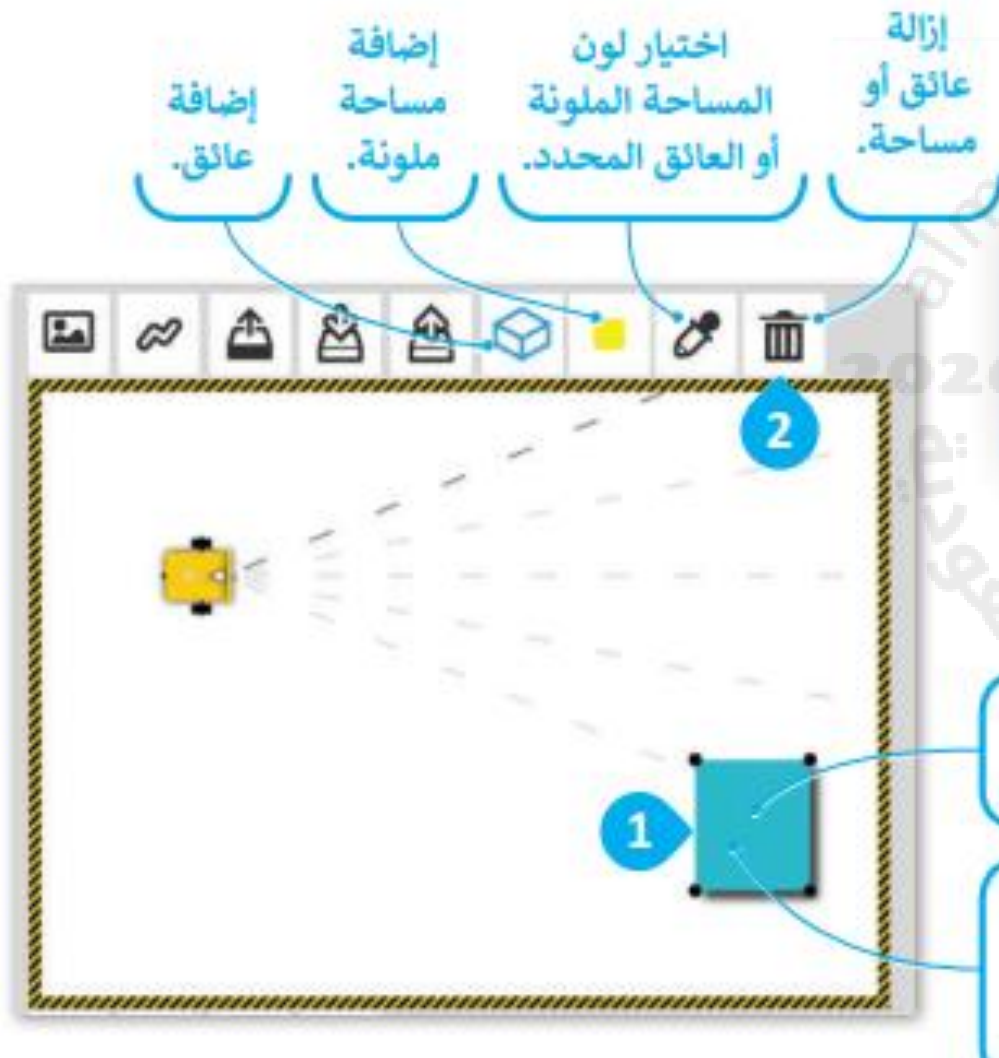 إزالة
عائق أو
مساحة.
اختيار لون
المساحة الملونة
أو العائق المحدد.
إضافة
مساحة
ملونة.
إضافة
عائق.
2
1